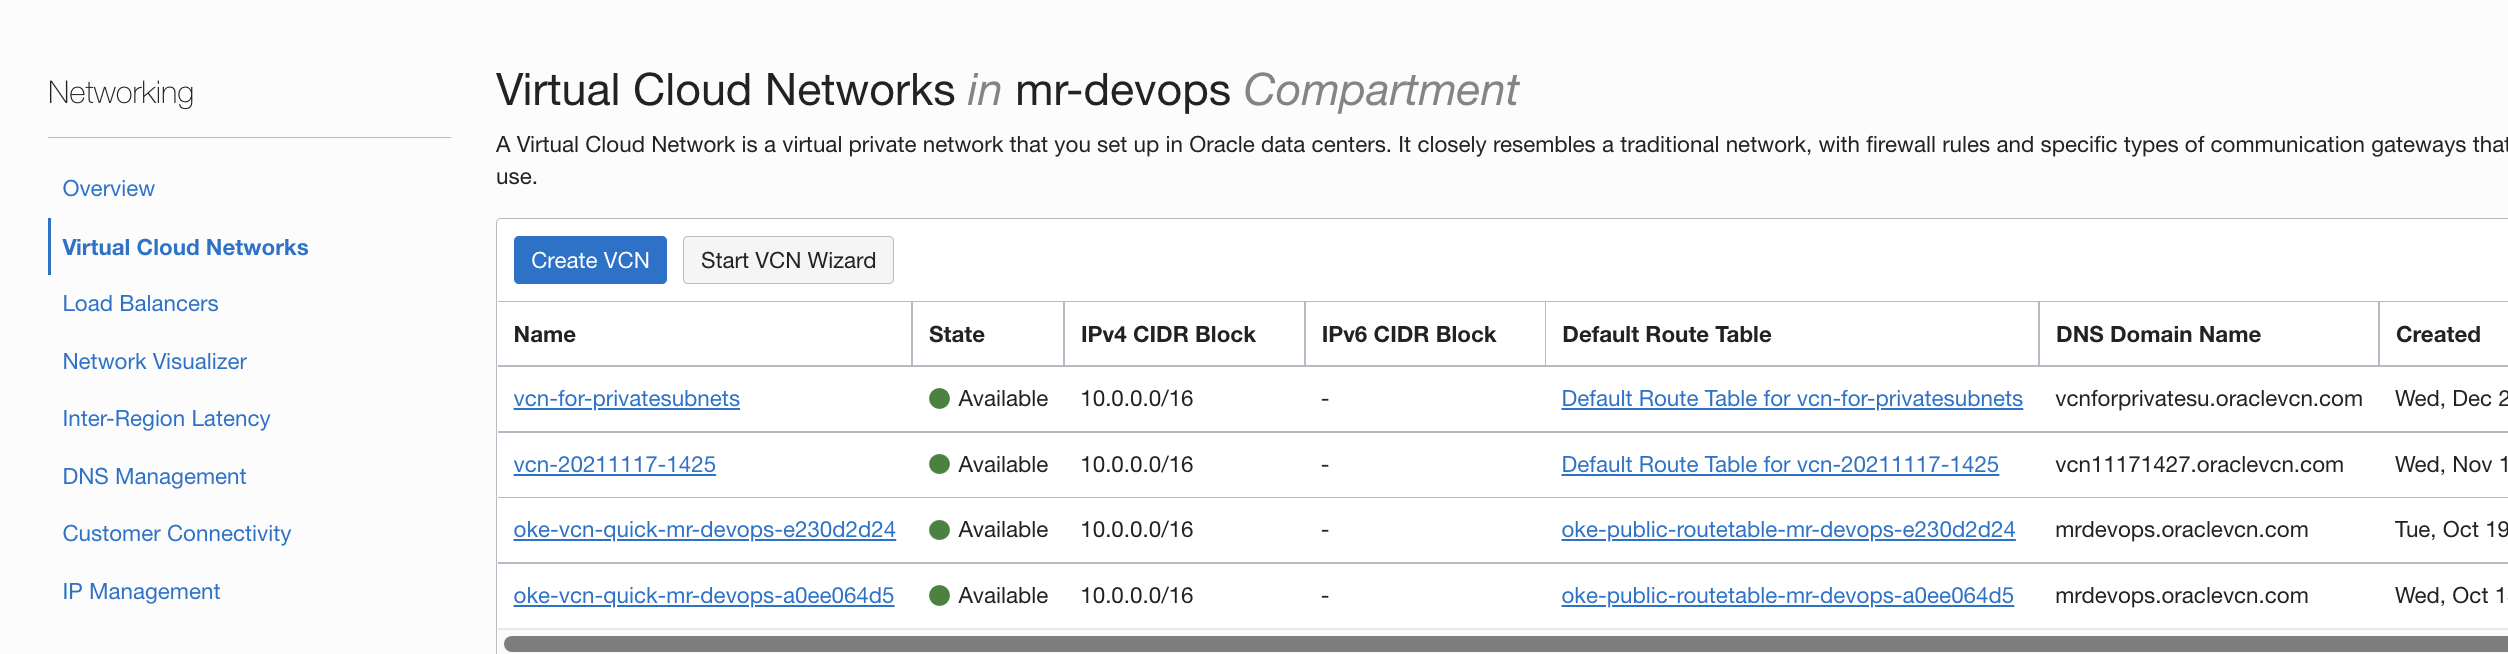 Networking
Overview
Virtual Cloud Networks
Load Balancers
Network Visualizer
Inter-Region Latency
DNS Management
Customer Connectivity
IP Management
Virtual Cloud Networks in mr-devops Compartment
A Virtual Cloud Network is a virtual private network that you set up in Oracle data centers. It closely resembles a traditional network, with firewall rules and specific types of communication gateways that
use.
Create VCN Start VCN Wizard
Name State IPv4 CIDR Block IPv6 CIDR Block Default Route Table DNS Domain Name Created
vcn-for-privatesubnets Available 10.0.0.0/16 - Default Route Table for vcn-for-privatesubnets vcnforprivatesu.oraclevcn.com Wed, Dec 2
vcn-20211117-1425 Available 10.0.0.0/16 - Default Route Table for vcn-20211117-1425 vcn11171427.oraclevcn.com Wed, Nov 1
oke-vcn-quick-mr-devops-e230d2d24 Available 10.0.0.0/16 - oke-public-routetable-mr-devops-e230d2d24 mrdevops.oraclevcn.com Tue, Oct 19
oke-vcn-quick-mr-devops-a0ee064d5 Available 10.0.0.0/16 - oke-public-routetable-mr-devops-a0ee064d5 mrdevops.oraclevcn.com Wed, Oct 1